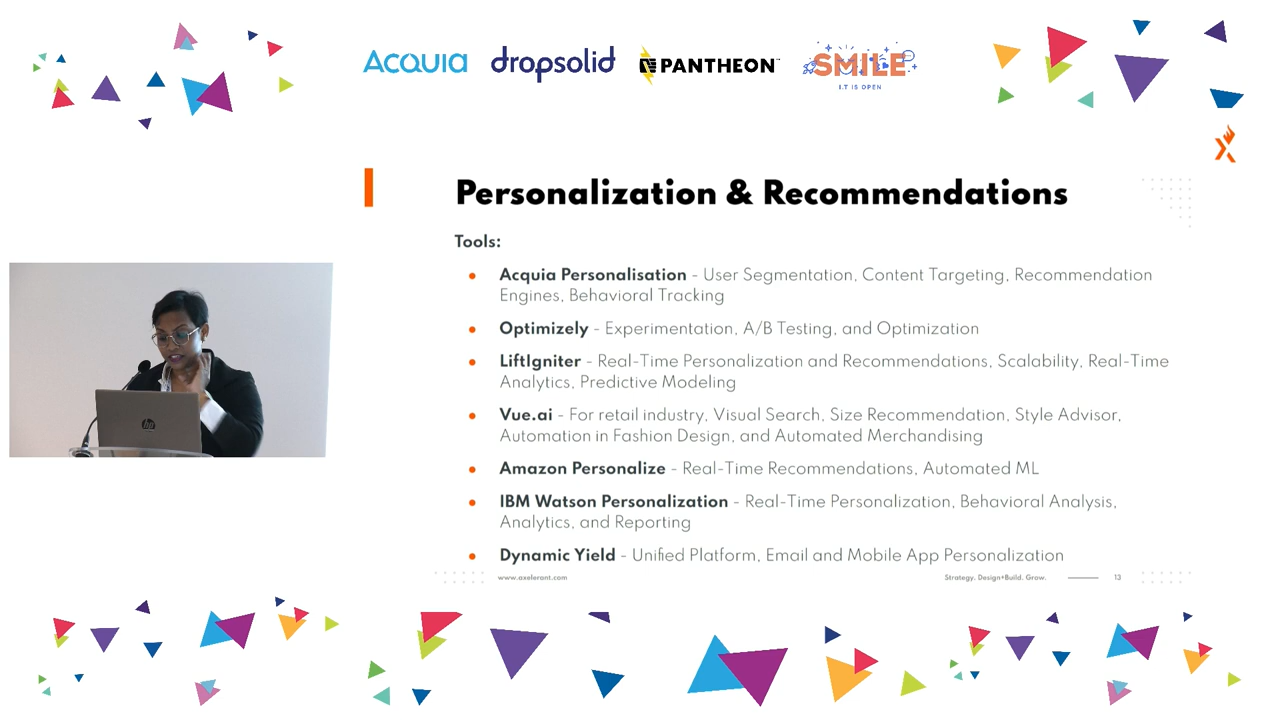 ACQUIA
dropsolid
PANTHEON
SMILE
I.T IS OPEN
Personalization & Recommendations
Tools:
• Acquia Personalisation - User Segmentation, Content Targeting, Recommendation
Engines, Behavioral Tracking
• Optimizely - Experimentation, A/B Testing, and Optimization
• LiftIgniter - Real-Time Personalization and Recommendations, Scalability, Real-Time
Analytics, Predictive Modeling
• Vue.ai - For retail industry, Visual Search, Size Recommendation, Style Advisor,
Automation in Fashion Design, and Automated Merchandising
• Amazon Personalize - Real-Time Recommendations, Automated ML
• IBM Watson Personalization - Real-Time Personalization, Behavioral Analysis,
Analytics, and Reporting
• Dynamic Yield - Unified Platform, Email and Mobile App Personalization
www.axelerant.com
Strategy. Design+Build. Grow.
13
hp